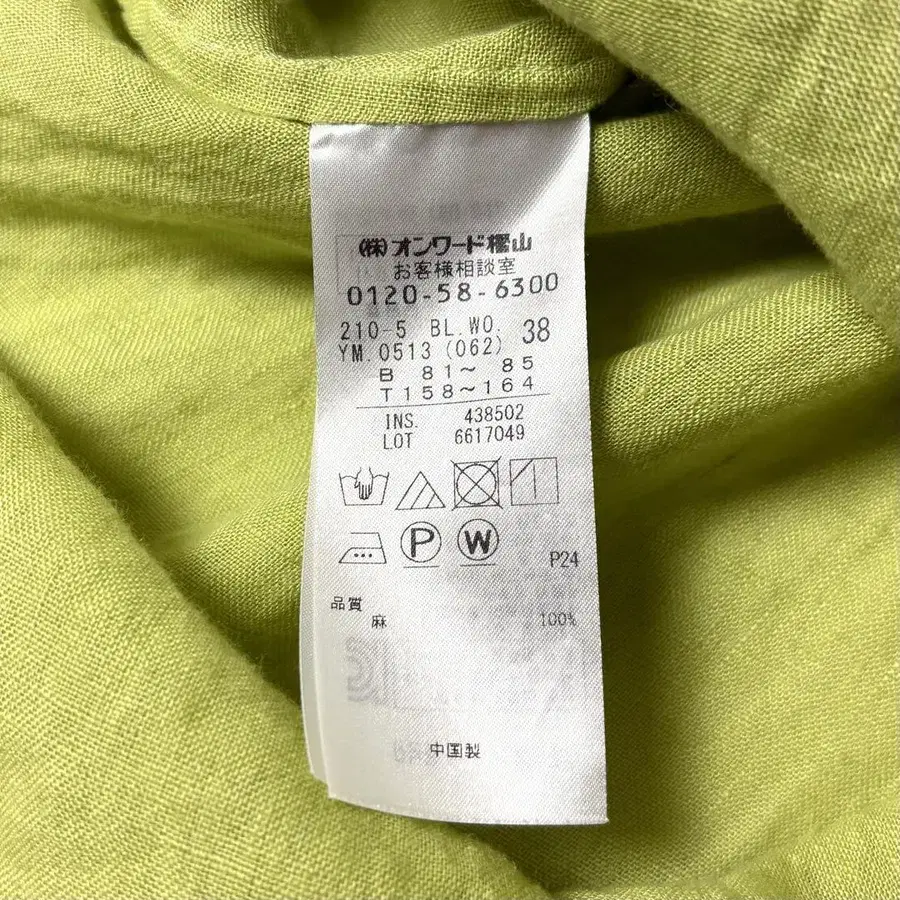 (株)オンワード樫山
お客様相談室
0120-58-6300
210-5 BL.WO. 38
YM.0513 (062)
B 81～ 85
T158～164
INS. 438502
LOT 6617049
P W
P24
品質
麻 100%
中国製